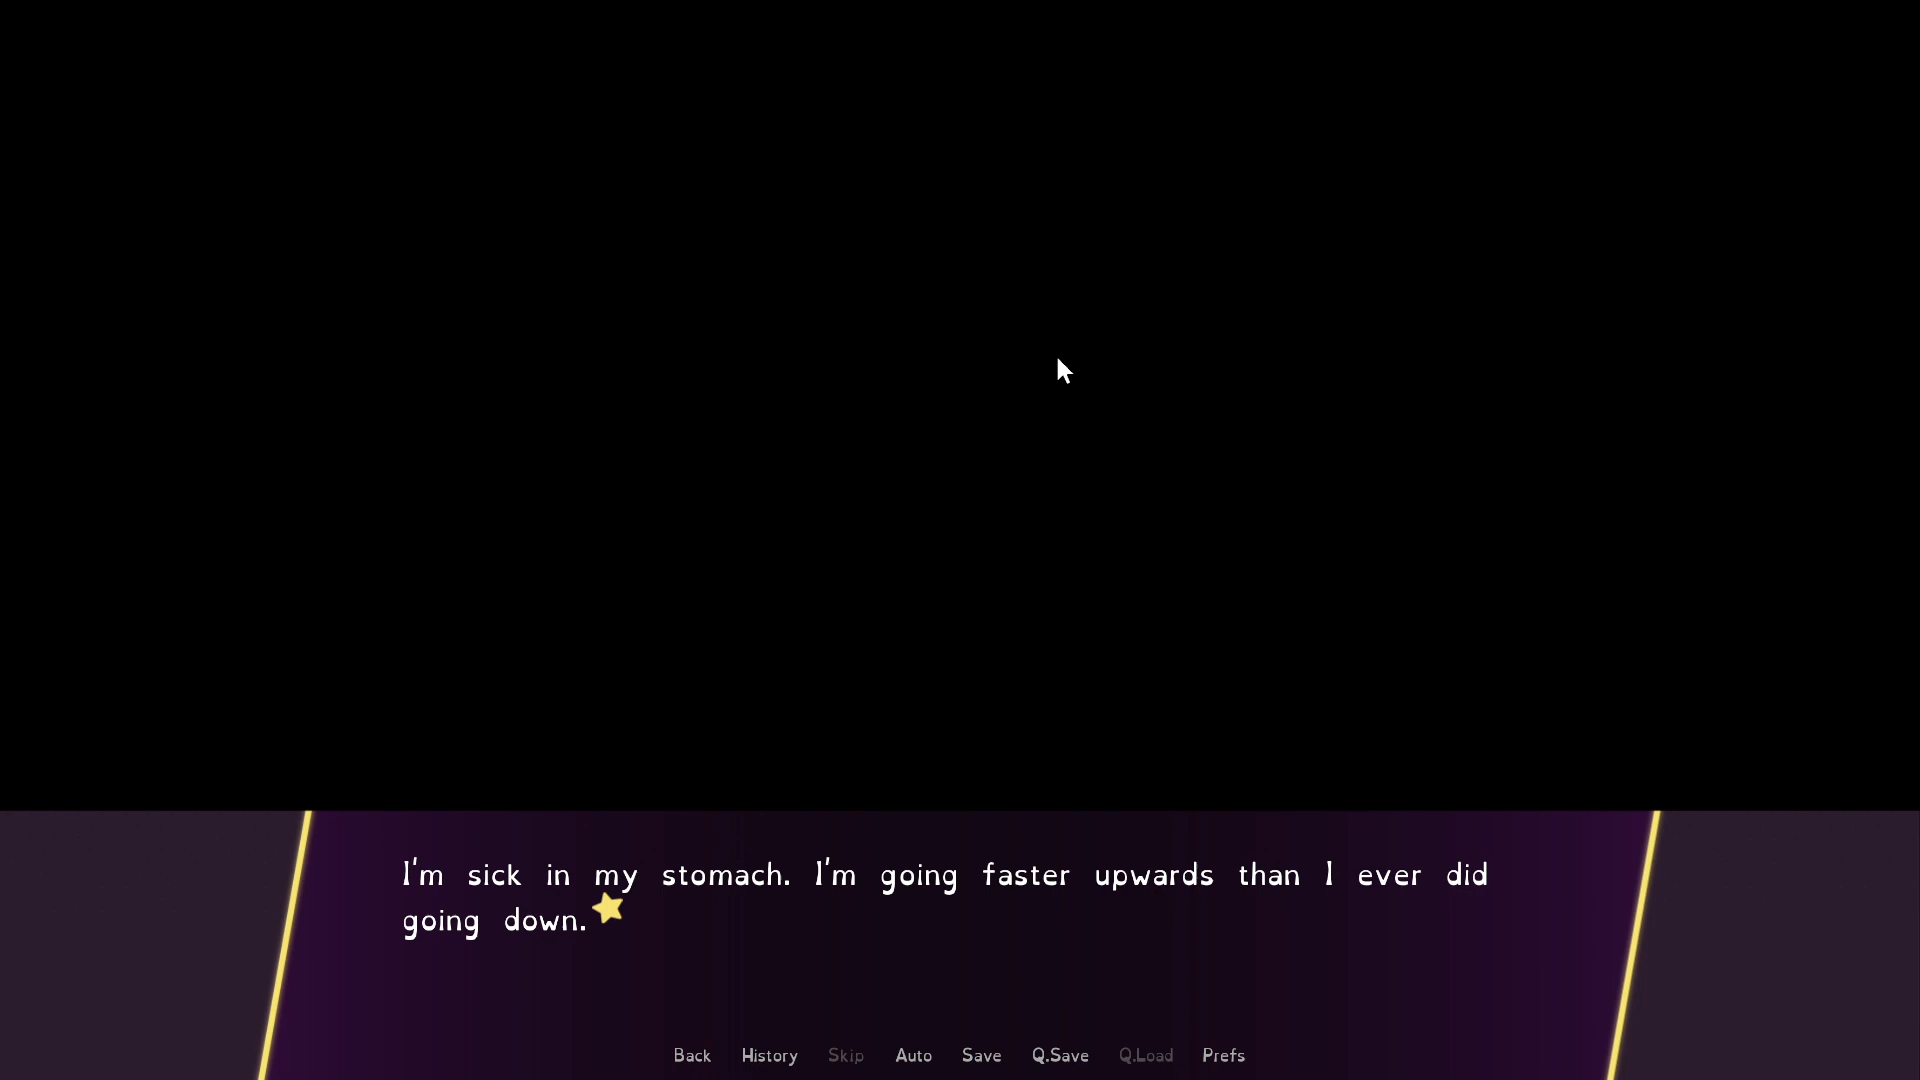 I'm sick in my stomach. I'm going faster upwards than I ever did
going down.
Back History Skip Auto Save Q.Save Q.Load Prefs